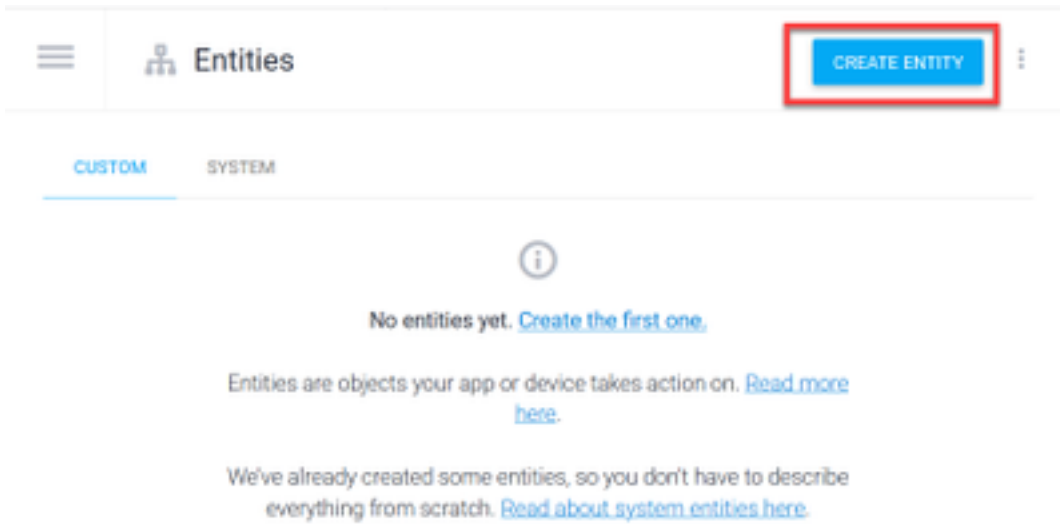 Entities
CREATE ENTITY
CUSTOM
SYSTEM
No entities yet. Create the first one.
Entities are objects your app or device takes action on. Read more
here.
We've already created some entities, so you don't have to describe
everything from scratch. Read about system entities here.